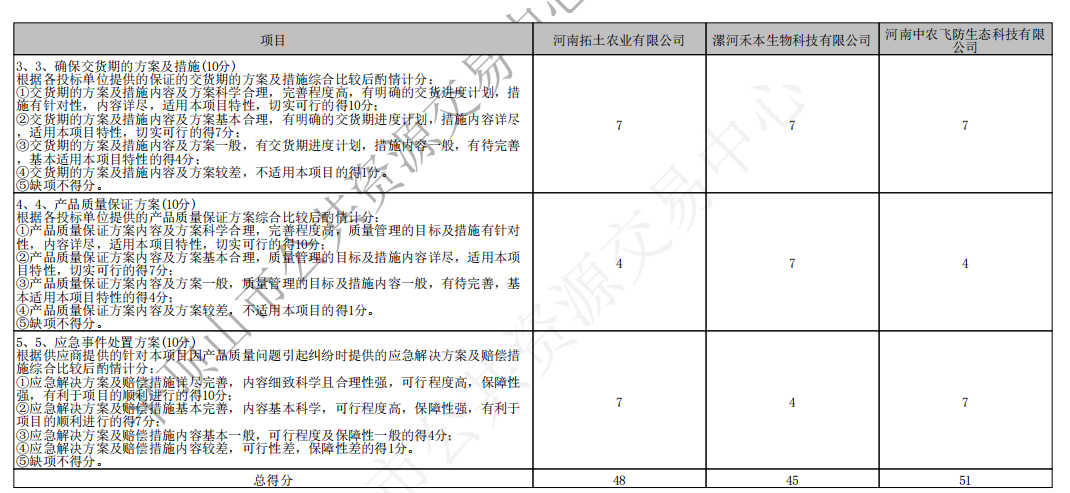 项目
河南拓土农业有限公司
漯河禾本生物科技有限公司
河南中农飞防生态科技有限
公司
3、3、确保交货期的方案及措施(10分)
根据各投标单位提供的保证的交货期的方案及措施综合比较后酌情计分:
①交货期的方案及措施内容及方案科学合理，完善程度高，有明确的交货进度计划，措
施有针对性，内容详尽，适用本项目特性，切实可行的得10分；
②交货期的方案及措施内容及方案基本合理，有明确的交货期进度计划，措施内容详尽
，适用本项目特性，切实可行的得7分；
③交货期的方案及措施内容及方案一般，有交货期进度计划，措施内容一般，有待完善
，基本适用本项目特性的得4分；
④交货期的方案及措施内容及方案较差，不适用本项目的得1分。
⑤缺项不得分。
7
7
7
4、4、产品质量保证方案(10分)
根据各投标单位提供的产品质量保证方案综合比较后酌情计分:
①产品质量保证方案内容及方案科学合理，完善程度高，质量管理的目标及措施有针对
性，内容详尽，适用本项目特性，切实可行的得10分；
②产品质量保证方案内容及方案基本合理，质量管理的目标及措施内容详尽，适用本项
目特性，切实可行的得7分；
③产品质量保证方案内容及方案一般，质量管理的目标及措施内容一般，有待完善，基
本适用本项目特性的得4分；
④产品质量保证方案内容及方案较差，不适用本项目的得1分。
⑤缺项不得分。
4
7
4
5、5、应急事件处置方案(10分)
根据供应商提供的针对本项目因产品质量问题引起纠纷时提供的应急解决方案及赔偿措
施综合比较后酌情计分:
①应急解决方案及赔偿措施详尽完善，内容细致科学且合理性强，可行程度高，保障性
强，有利于项目的顺利进行的得10分；
②应急解决方案及赔偿措施基本完善，内容基本科学，可行程度高，保障性强，有利于
项目的顺利进行的得7分；
③应急解决方案及赔偿措施内容基本一般，可行程度及保障性一般的得4分；
④应急解决方案及赔偿措施内容较差，可行性差，保障性差的得1分。
⑤缺项不得分。
7
4
7
总得分
48
45
51
平顶山市公共资源交易中心
市公共资源交易中心